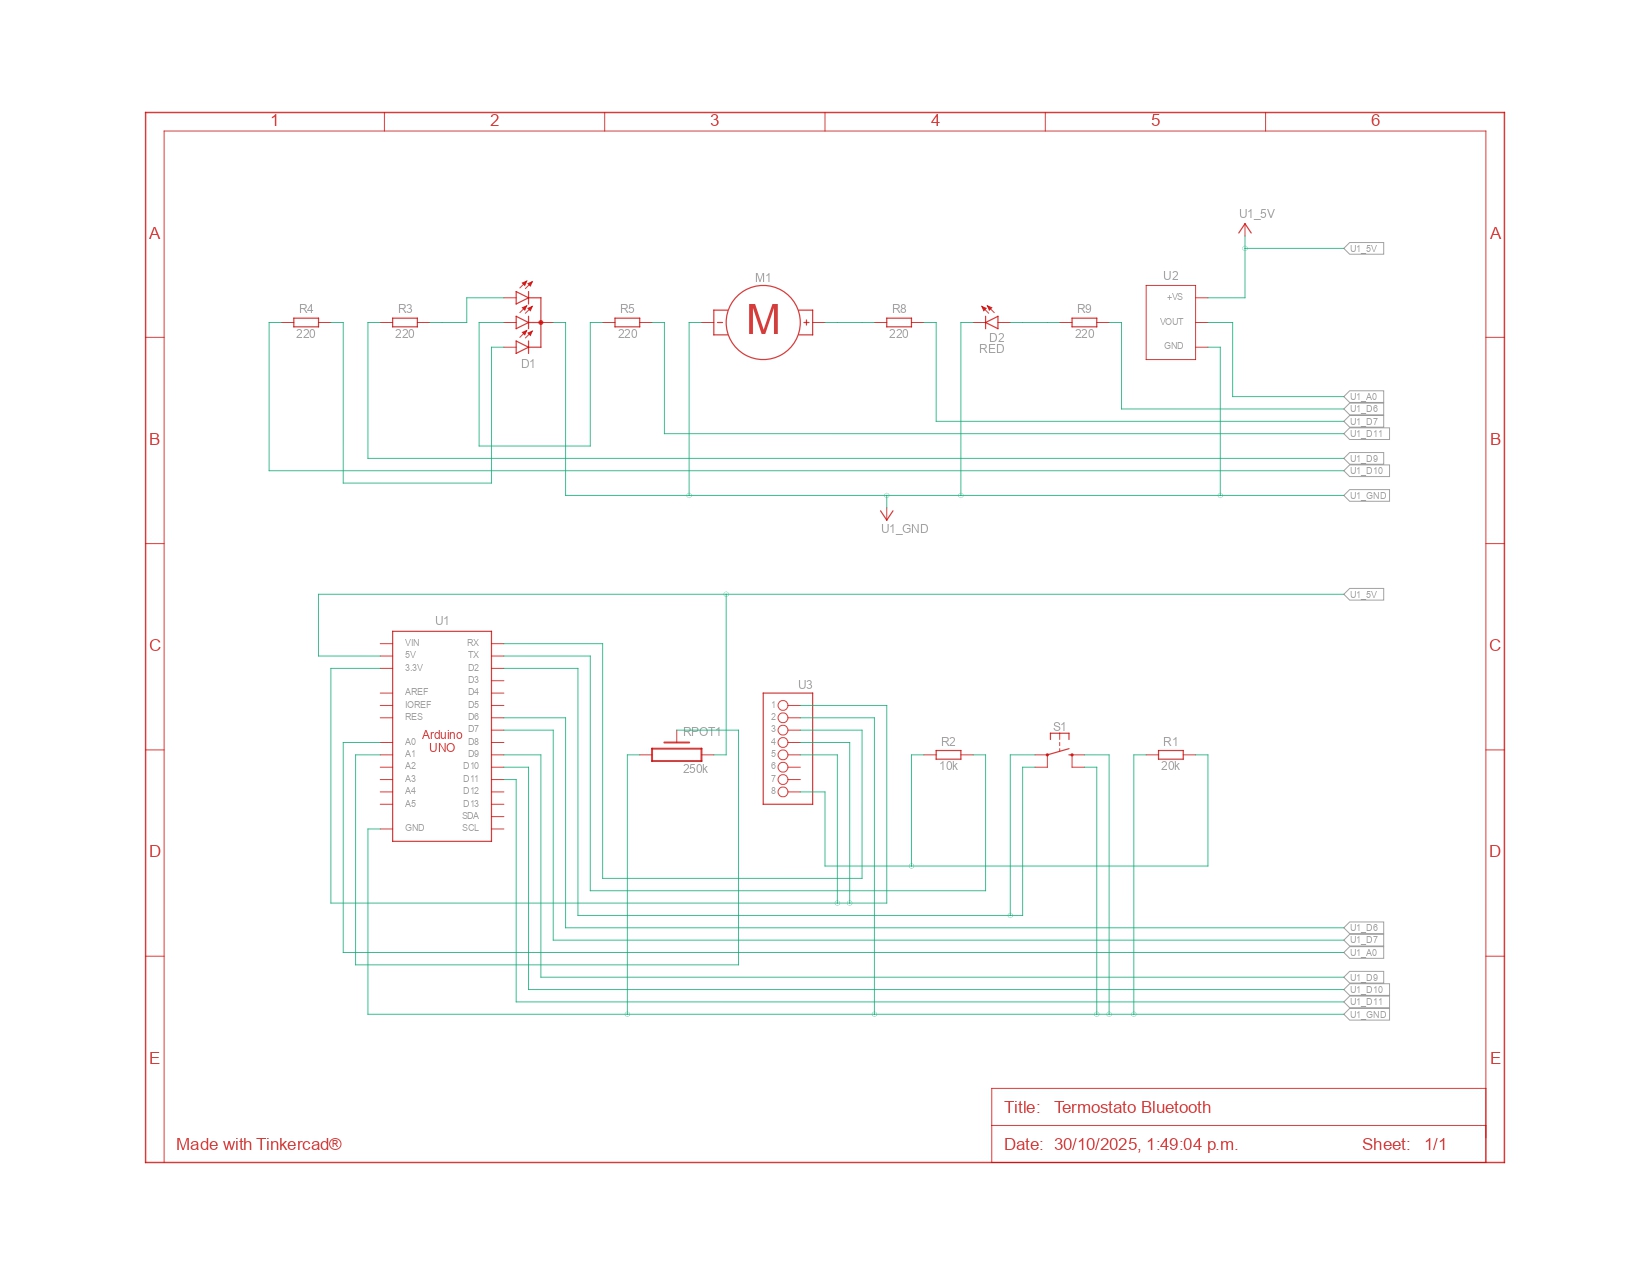 1 2 3 4 5 6
A A
U1_5V
U1_5V
U2
+VS
VOUT
GND
M1
M
- +
R4
220
R3
220
D1
R5
220
R8
220
D2
RED
R9
220
U1_A0
U1_D6
U1_D7
U1_D11
B B
U1_D9
U1_D10
U1_GND
U1_GND
U1_5V
C C
U1
VIN RX
5V TX
3.3V D2
D3
AREF D4
IOREF D5
RES D6
D7
Arduino
UNO
A0 D8
A1 D9
A2 D10
A3 D11
A4 D12
A5 D13
SDA
GND SCL
RPOT1
250k
U3
1
2
3
4
5
6
7
8
R2
10k
S1
R1
20k
D D
U1_D6
U1_D7
U1_A0
U1_D9
U1_D10
U1_D11
U1_GND
E E
Title: Termostato Bluetooth
Made with Tinkercad®
Date: 30/10/2025, 1:49:04 p.m. Sheet: 1/1